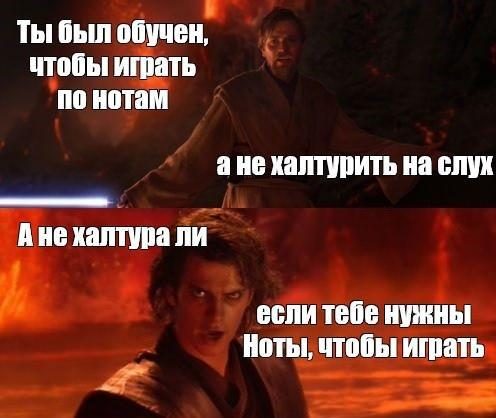 Ты был обучен,
чтобы играть
по нотам
а не халтурить на слух
А не халтура ли
если тебе нужны
Ноты, чтобы играть